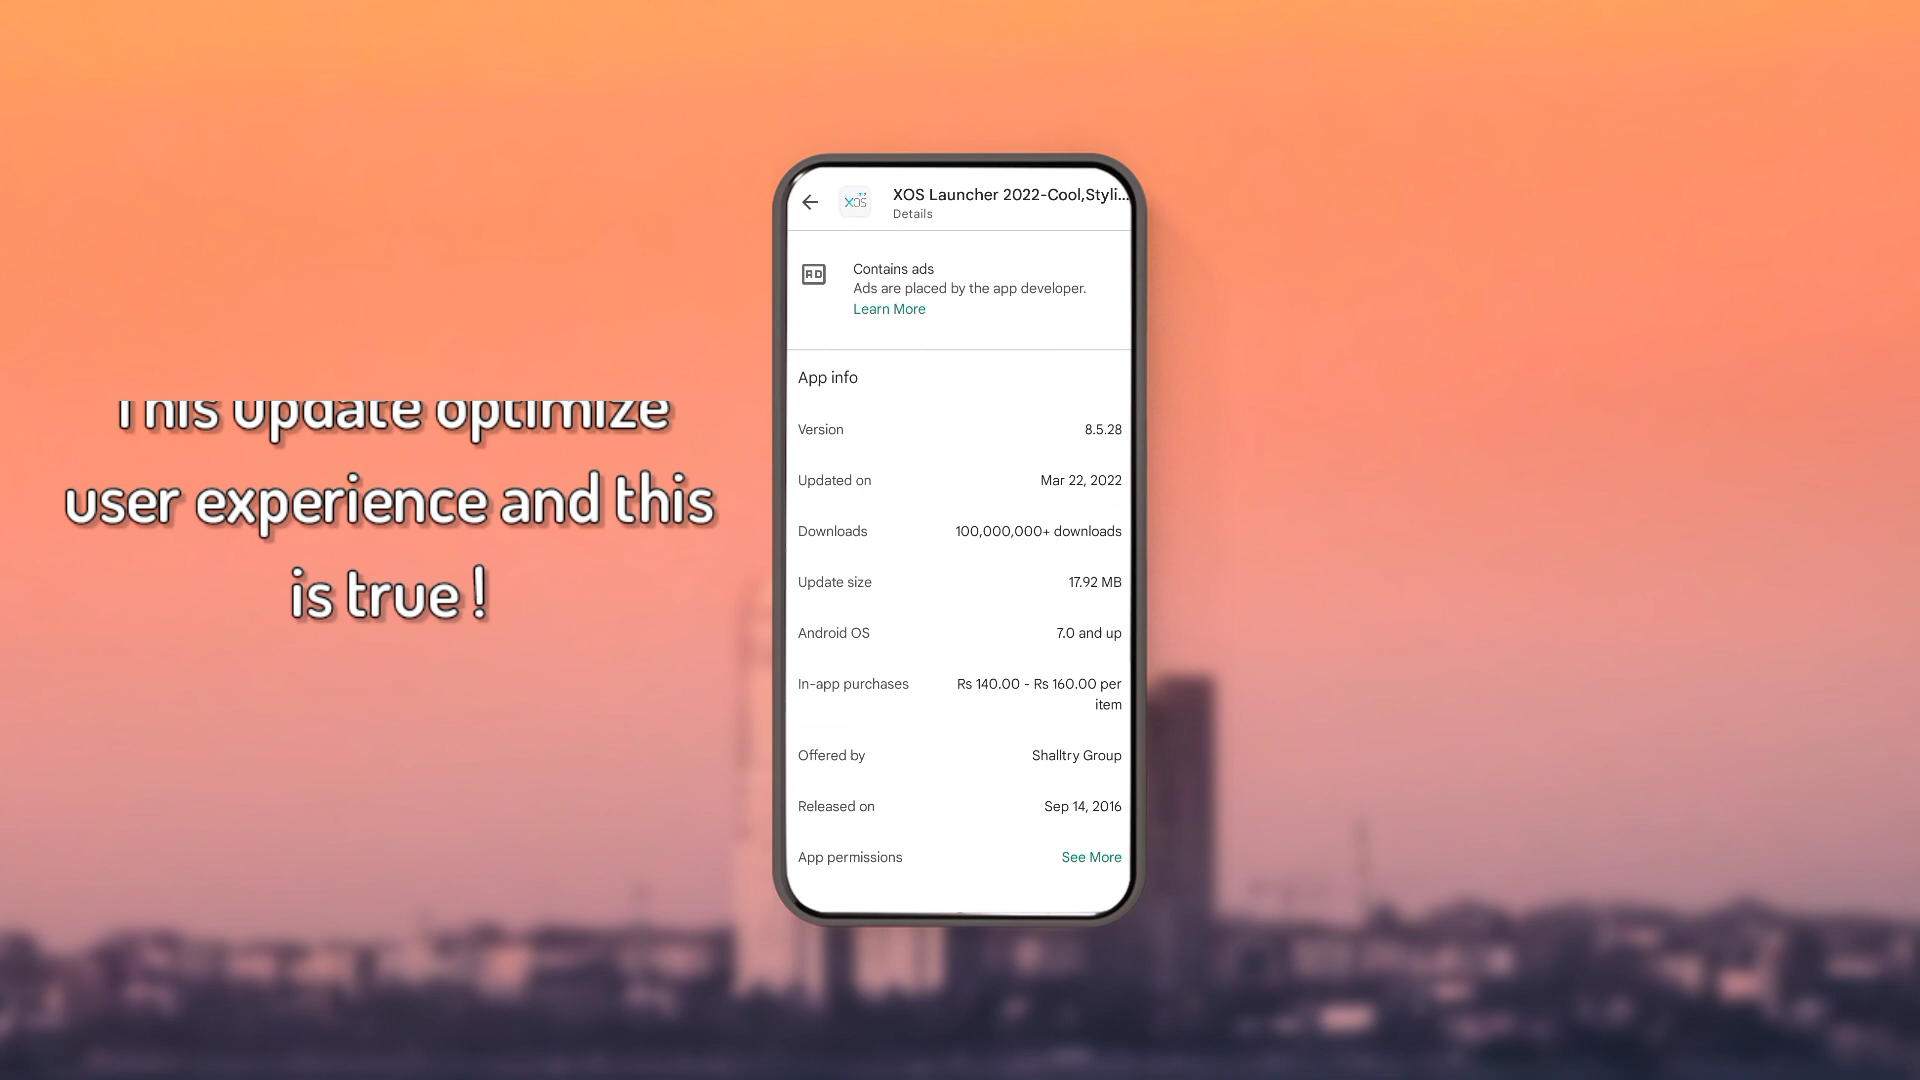 This update optimize
user experience and this
is true !
XOS
XOS Launcher 2022-Cool,Styli...
Details
AD
Contains ads
Ads are placed by the app developer.
Learn More
App info
Version 8.5.28
Updated on Mar 22, 2022
Downloads 100,000,000+ downloads
Update size 17.92 MB
Android OS 7.0 and up
In-app purchases Rs 140.00 - Rs 160.00 per
item
Offered by Shalltry Group
Released on Sep 14, 2016
App permissions See More